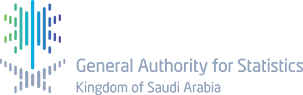 General Authority for Statistics
Kingdom of Saudi Arabia